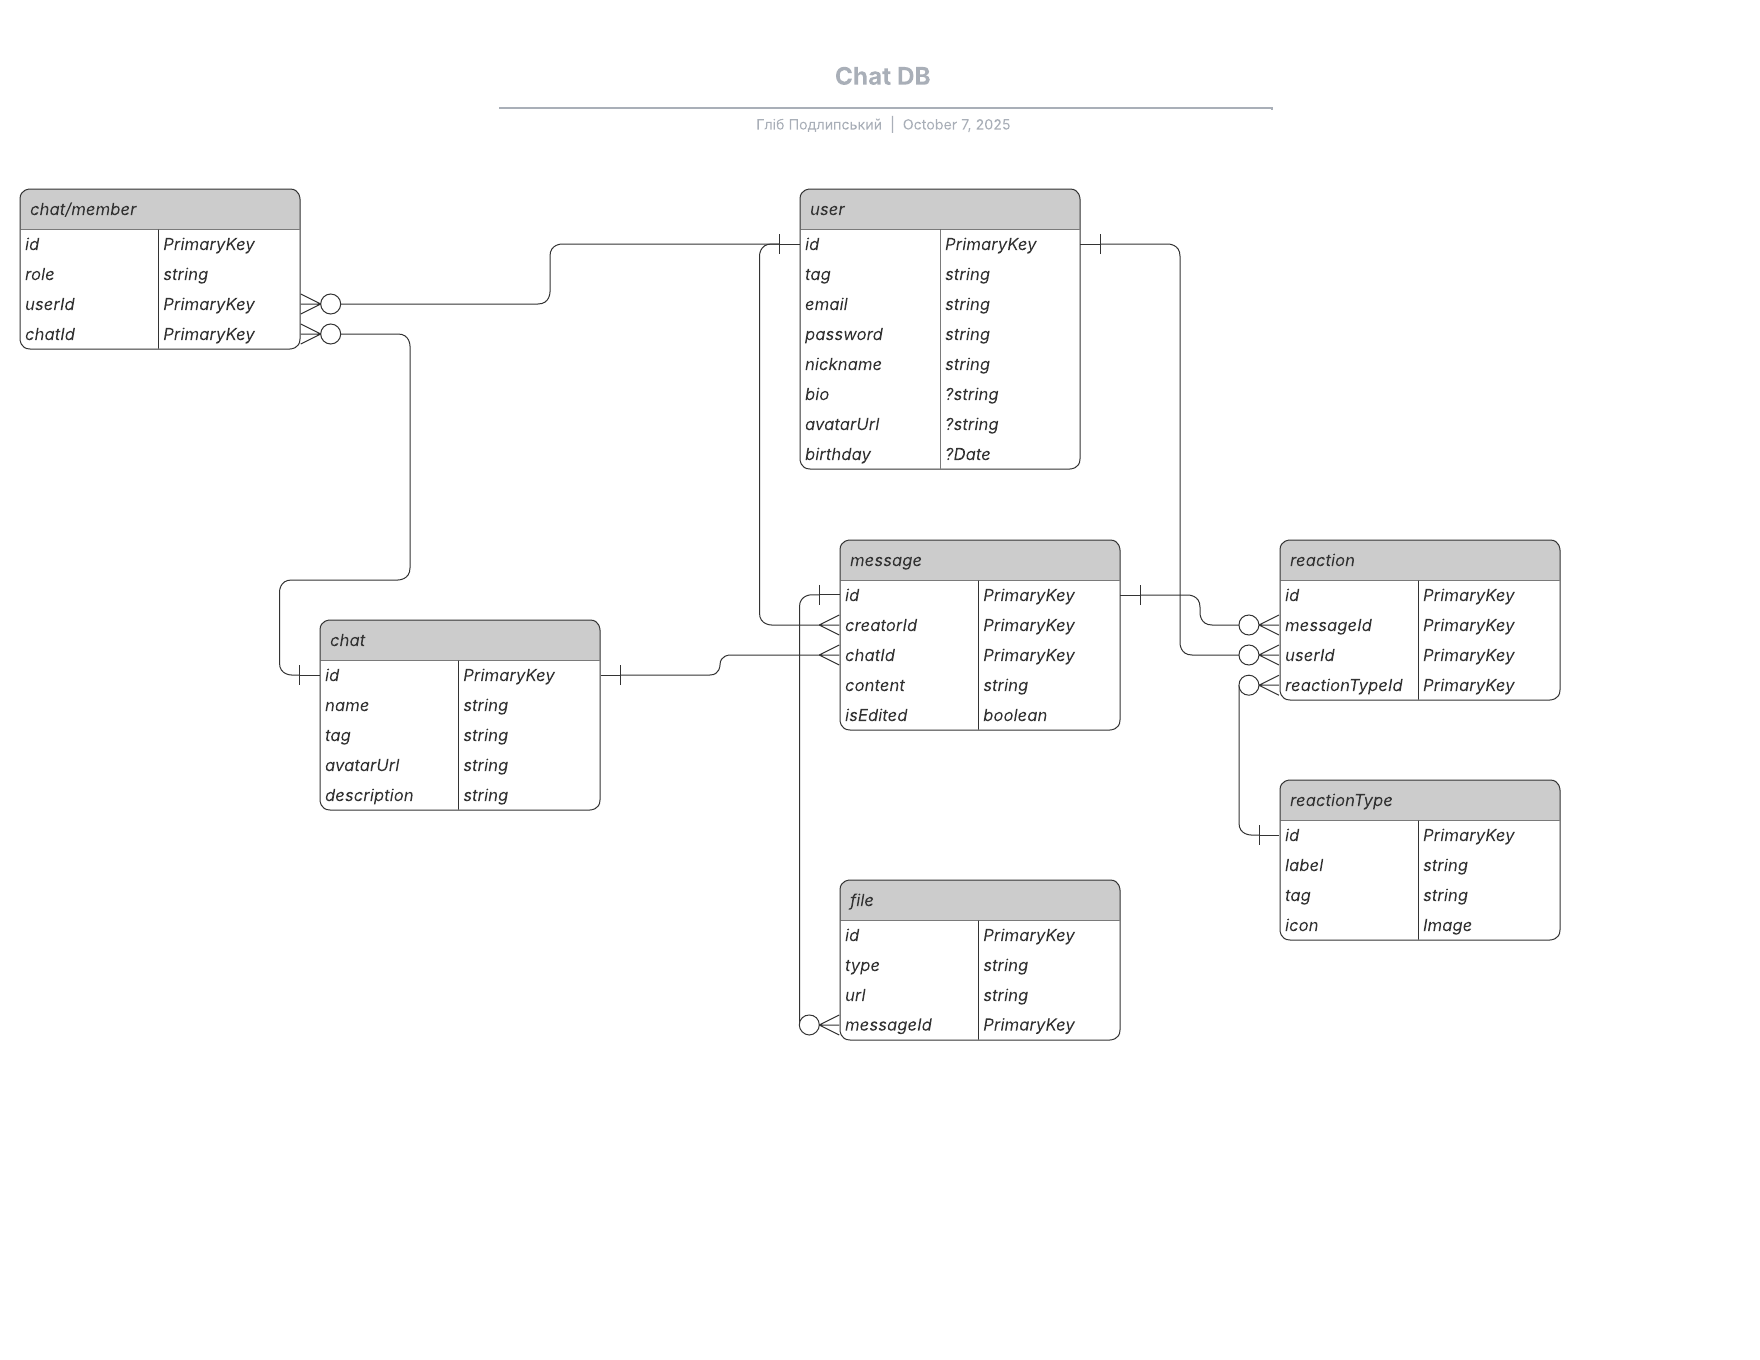 Chat DB
Гліб Подлипський | October 7, 2025
chat/member
id PrimaryKey
role string
userId PrimaryKey
chatId PrimaryKey
user
id PrimaryKey
tag string
email string
password string
nickname string
bio ?string
avatarUrl ?string
birthday ?Date
message
id PrimaryKey
creatorId PrimaryKey
chatId PrimaryKey
content string
isEdited boolean
reaction
id PrimaryKey
messageId PrimaryKey
userId PrimaryKey
reactionTypeId PrimaryKey
chat
id PrimaryKey
name string
tag string
avatarUrl string
description string
reactionType
id PrimaryKey
label string
tag string
icon Image
file
id PrimaryKey
type string
url string
messageId PrimaryKey